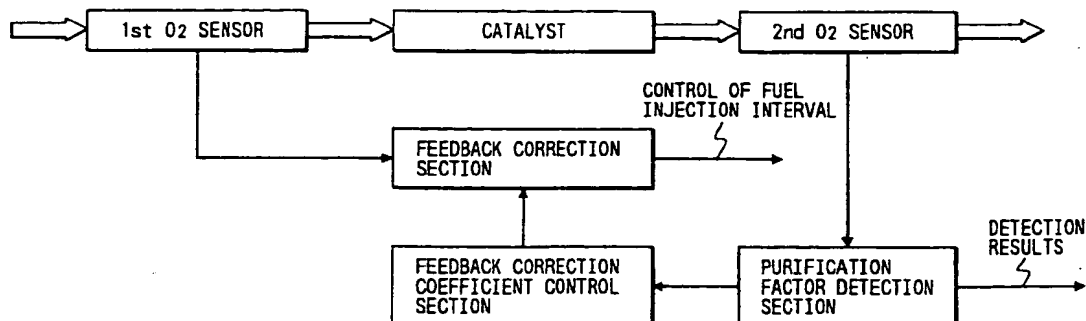 1st O2 SENSOR
CATALYST
2nd O2 SENSOR
CONTROL OF FUEL
INJECTION INTERVAL
FEEDBACK CORRECTION
SECTION
DETECTION
RESULTS
FEEDBACK CORRECTION
COEFFICIENT CONTROL
SECTION
PURIFICATION
FACTOR DETECTION
SECTION